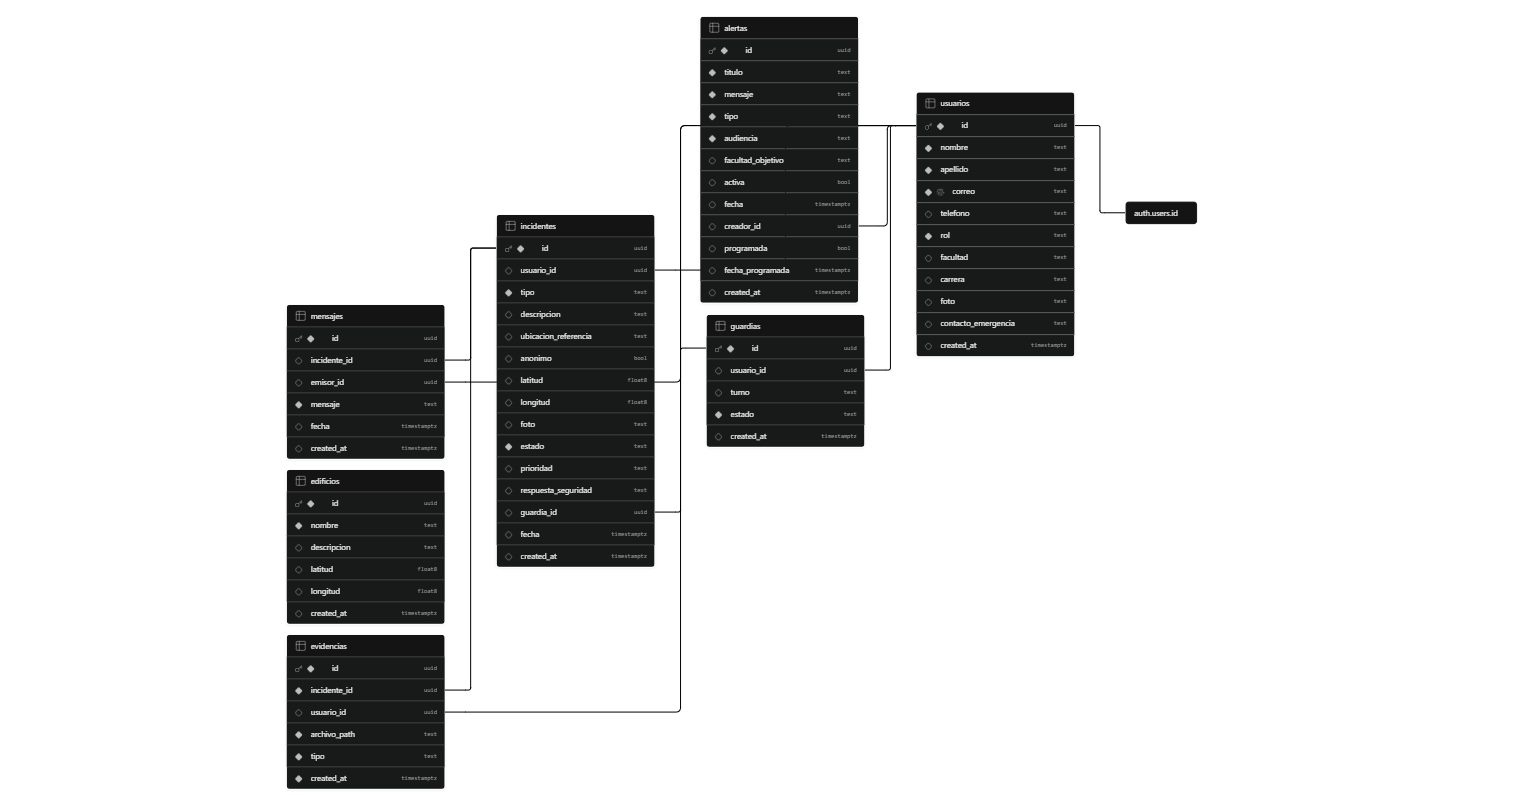 alertas
id uuid
titulo text
mensaje text
tipo text
audiencia text
facultad_objetivo text
activa bool
fecha timestamptz
creador_id uuid
programada bool
fecha_programada timestamptz
created_at timestamptz
usuarios
id uuid
nombre text
apellido text
correo text
telefono text
rol text
facultad text
carrera text
foto text
contacto_emergencia text
created_at timestamptz
auth.users.id
incidentes
id uuid
usuario_id uuid
tipo text
descripcion text
ubicacion_referencia text
anonimo bool
latitud float8
longitud float8
foto text
estado text
prioridad text
respuesta_seguridad text
guardia_id uuid
fecha timestamptz
created_at timestamptz
guardias
id uuid
usuario_id uuid
turno text
estado text
created_at timestamptz
mensajes
id uuid
incidente_id uuid
emisor_id uuid
mensaje text
fecha timestamptz
created_at timestamptz
edificios
id uuid
nombre text
descripcion text
latitud float8
longitud float8
created_at timestamptz
evidencias
id uuid
incidente_id uuid
usuario_id uuid
archivo_path text
tipo text
created_at timestamptz